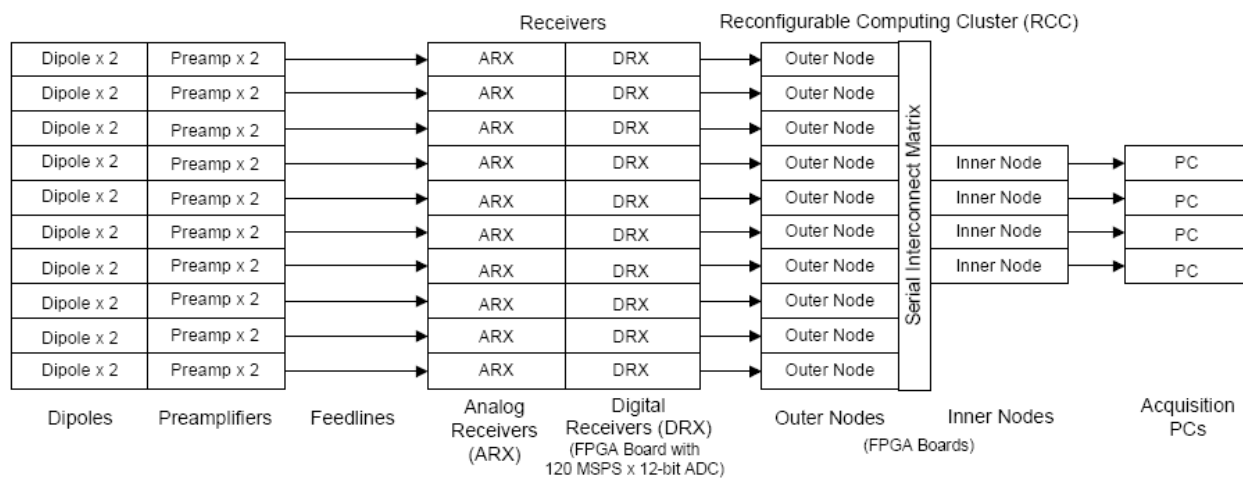 Receivers
Reconfigurable Computing Cluster (RCC)
Dipole x 2 Preamp x 2 ARX DRX Outer Node
Dipole x 2 Preamp x 2 ARX DRX Outer Node
Dipole x 2 Preamp x 2 ARX DRX Outer Node
Dipole x 2 Preamp x 2 ARX DRX Outer Node Inner Node PC
Dipole x 2 Preamp x 2 ARX DRX Outer Node Inner Node PC
Dipole x 2 Preamp x 2 ARX DRX Outer Node Inner Node PC
Dipole x 2 Preamp x 2 ARX DRX Outer Node Inner Node PC
Dipole x 2 Preamp x 2 ARX DRX Outer Node
Dipole x 2 Preamp x 2 ARX DRX Outer Node
Dipole x 2 Preamp x 2 ARX DRX Outer Node
Serial Interconnect Matrix
Dipoles
Preamplifiers
Feedlines
Analog
Receivers
(ARX)
Digital
Receivers (DRX)
(FPGA Board with
120 MSPS x 12-bit ADC)
Outer Nodes
Inner Nodes
(FPGA Boards)
Acquisition
PCs